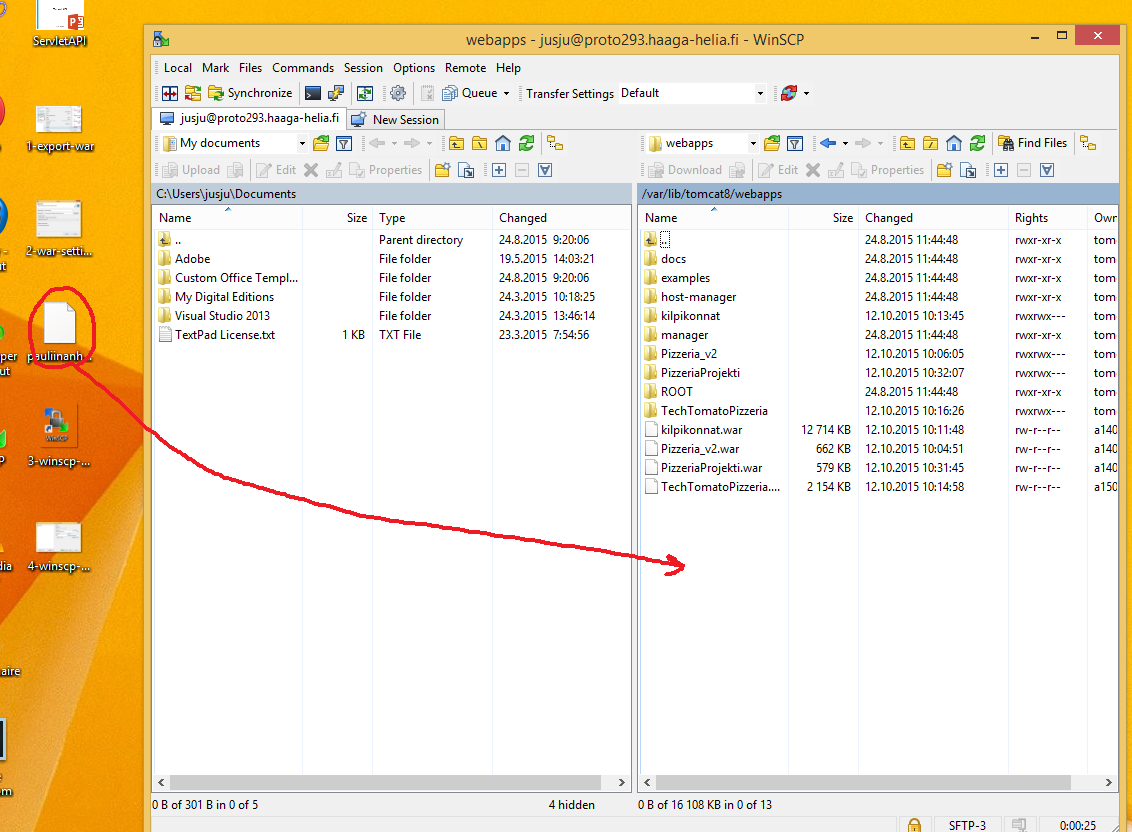 ServletAPI
1-export-war
2-war-setti...
pauliinanh...
3-winscp-...
4-winscp-...
webapps - jusju@proto293.haaga-helia.fi - WinSCP
Local Mark Files Commands Session Options Remote Help
Synchronize Queue Transfer Settings Default
jusju@proto293.haaga-helia.fi New Session
My documents webapps Find Files
Upload Edit Properties Download Edit Properties
C:\Users\jusju\Documents
Name Size Type Changed
.. Parent directory 24.8.2015 9:20:06
Adobe File folder 19.5.2015 14:03:21
Custom Office Templ... File folder 24.8.2015 9:20:06
My Digital Editions File folder 24.3.2015 10:18:25
Visual Studio 2013 File folder 24.3.2015 13:46:14
TextPad License.txt 1 KB TXT File 23.3.2015 7:54:56
/var/lib/tomcat8/webapps
Name Size Changed Rights Own
.. 24.8.2015 11:44:48 rwxr-xr-x tom
docs 24.8.2015 11:44:48 rwxr-xr-x tom
examples 24.8.2015 11:44:48 rwxr-xr-x tom
host-manager 24.8.2015 11:44:48 rwxr-xr-x tom
kilpikonnat 12.10.2015 10:13:45 rwxrwx--- tom
manager 24.8.2015 11:44:48 rwxr-xr-x tom
Pizzeria_v2 12.10.2015 10:06:05 rwxrwx--- tom
PizzeriaProjekti 12.10.2015 10:32:07 rwxrwx--- tom
ROOT 24.8.2015 11:44:48 rwxr-xr-x tom
TechTomatoPizzeria 12.10.2015 10:16:26 rwxrwx--- tom
kilpikonnat.war 12 714 KB 12.10.2015 10:11:48 rw-r--r-- a140
Pizzeria_v2.war 662 KB 12.10.2015 10:04:51 rw-r--r-- a140
PizzeriaProjekti.war 579 KB 12.10.2015 10:31:45 rw-r--r-- a140
TechTomatoPizzeria.... 2 154 KB 12.10.2015 10:14:58 rw-r--r-- a150
0 B of 301 B in 0 of 5 4 hidden
0 B of 16 108 KB in 0 of 13
SFTP-3 0:00:25